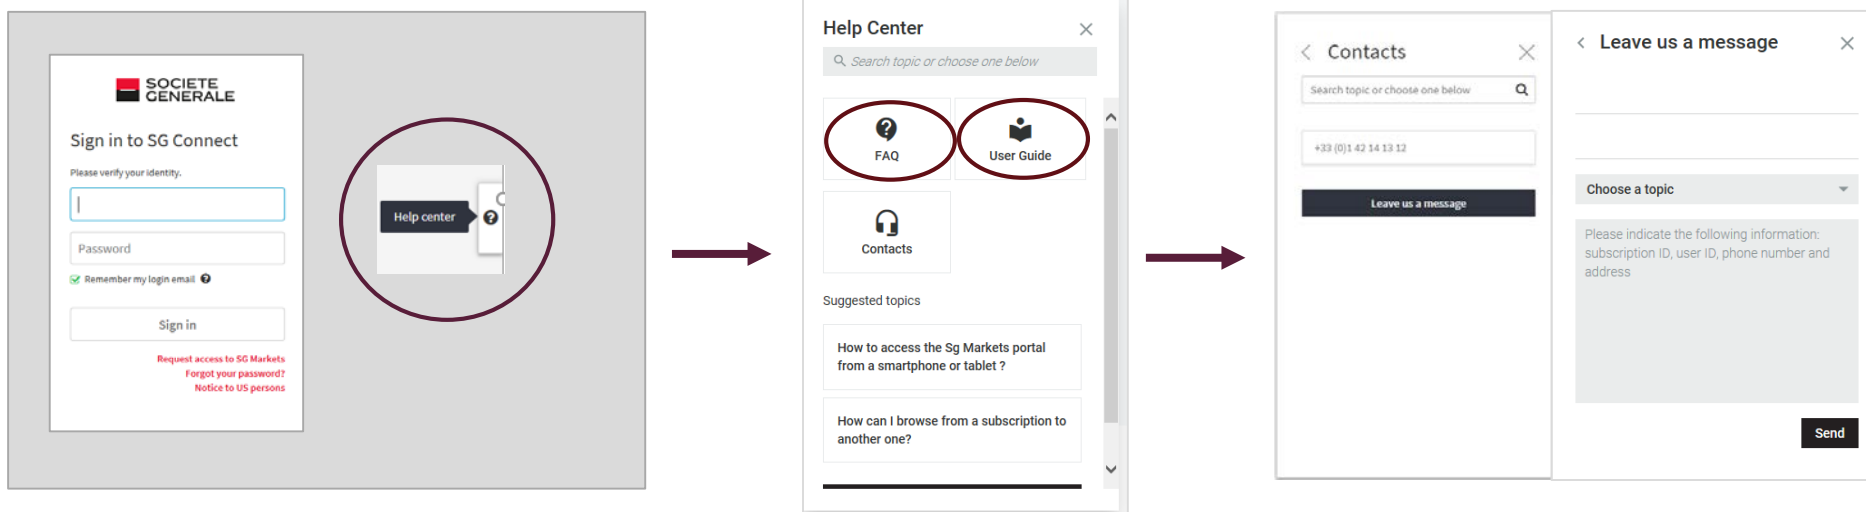 SOCIETE
GENERALE
Sign in to SG Connect
Please verify your identity.
Password
Remember my login email
Sign in
Request access to SG Markets
Forgot your password?
Notice to US persons
Help center
Help Center
Search topic or choose one below
FAQ
User Guide
Contacts
Suggested topics
How to access the Sg Markets portal
from a smartphone or tablet ?
How can I browse from a subscription to
another one?
Contacts
Search topic or choose one below
+33 (0)1 42 14 13 12
Leave us a message
Leave us a message
Choose a topic
Please indicate the following information:
subscription ID, user ID, phone number and
address
Send